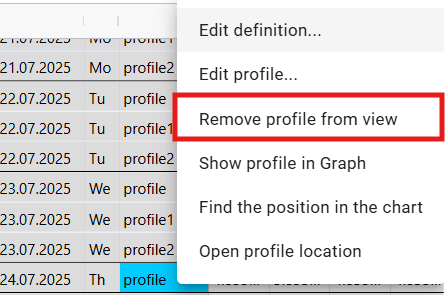 21.07.2025 Mo profile1
21.07.2025 Mo profile2
22.07.2025 Tu profile
22.07.2025 Tu profile1
22.07.2025 Tu profile2
23.07.2025 We profile
23.07.2025 We profile1
23.07.2025 We profile2
24.07.2025 Th profile
Edit definition...
Edit profile...
Remove profile from view
Show profile in Graph
Find the position in the chart
Open profile location